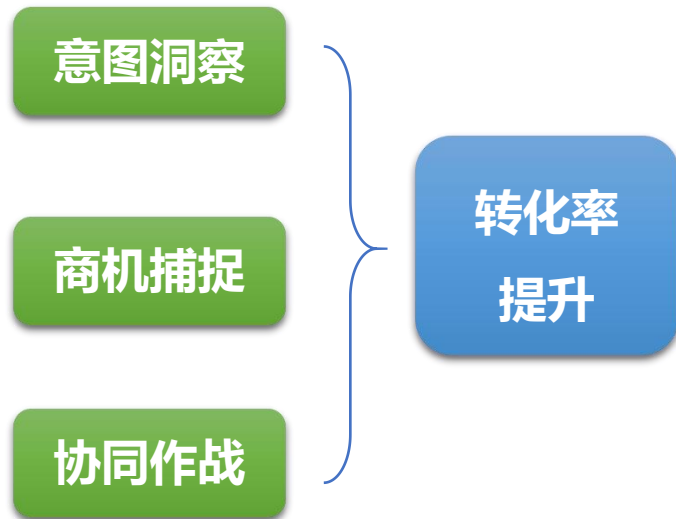 意图洞察
商机捕捉
协同作战
转化率
提升